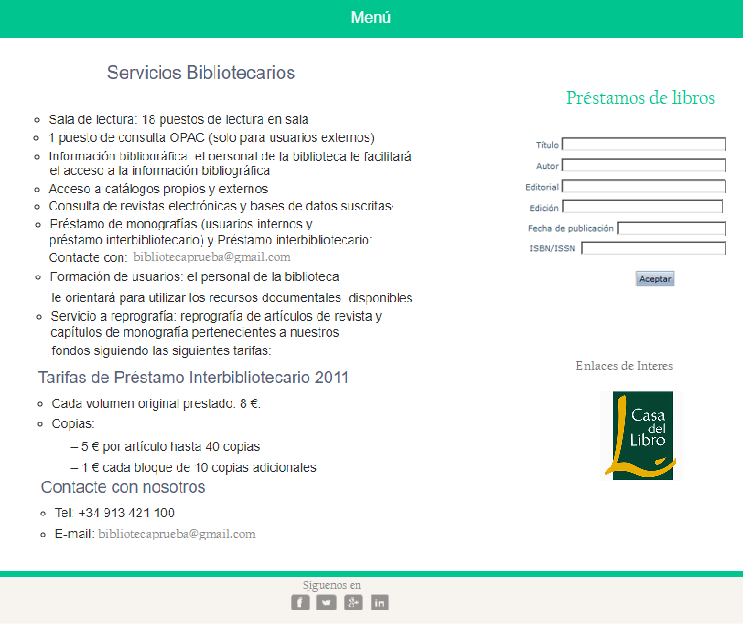 Menú
Servicios Bibliotecarios
Sala de lectura: 18 puestos de lectura en sala
1 puesto de consulta OPAC (solo para usuarios externos)
Información bibliográfica: el personal de la biblioteca le facilitará
el acceso a la información bibliográfica
Acceso a catálogos propios y externos
Consulta de revistas electrónicas y bases de datos suscritas.
Préstamo de monografías (usuarios internos y
préstamo interbibliotecario) y Préstamo interbibliotecario:
Contacte con: bibliotecaprueba@gmail.com
Formación de usuarios: el personal de la biblioteca
le orientará para utilizar los recursos documentales disponibles
Servicio a reprografía: reprografía de artículos de revista y
capítulos de monografía pertenecientes a nuestros
fondos siguiendo las siguientes tarifas:
Tarifas de Préstamo Interbibliotecario 2011
Cada volumen original prestado: 8 €.
Copias:
– 5 € por artículo hasta 40 copias
– 1 € cada bloque de 10 copias adicionales
Contacte con nosotros
Tel: +34 913 421 100
E-mail: bibliotecaprueba@gmail.com
Préstamos de libros
Título
Autor
Editorial
Edición
Fecha de publicación
ISBN/ISSN
Aceptar
Enlaces de Interes
Casa
del
Libro
Siguenos en